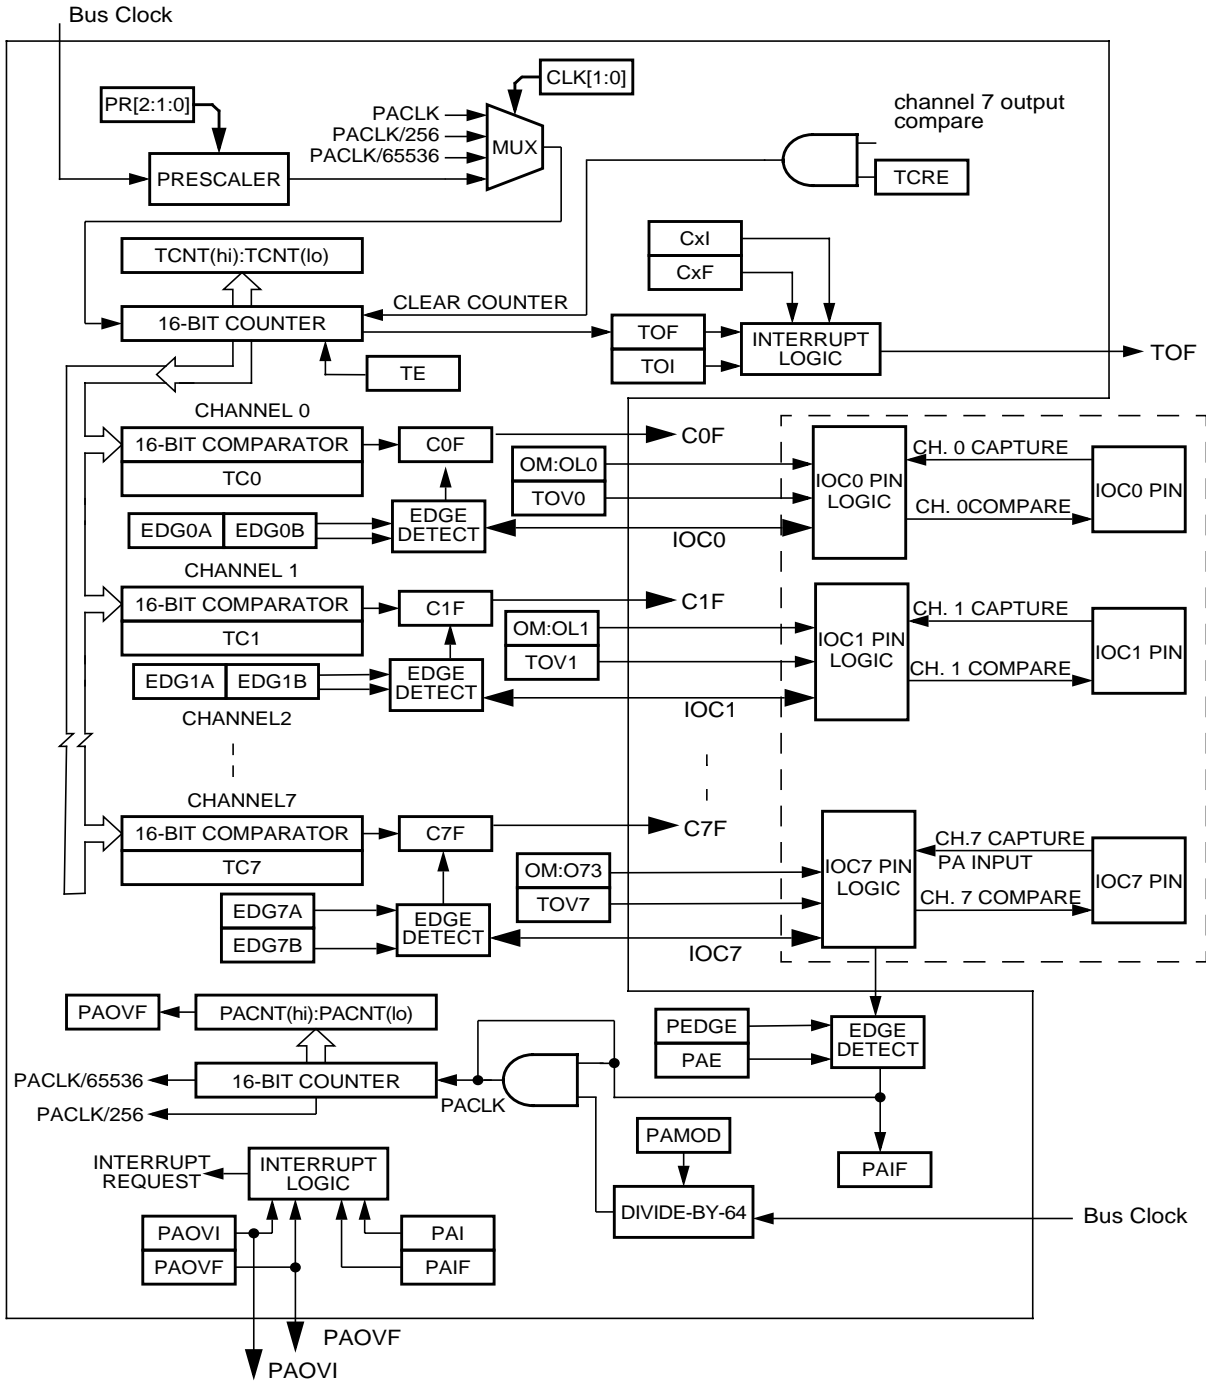 Bus Clock
CLK[1:0]
PR[2:1:0]
PACLK
PACLK/256
PACLK/65536
MUX
channel 7 output
compare
PRESCALER
TCRE
CxI
CxF
TCNT(hi):TCNT(lo)
CLEAR COUNTER
16-BIT COUNTER
TOF
TOI
INTERRUPT
LOGIC
TOF
TE
CHANNEL 0
16-BIT COMPARATOR
TC0
C0F
C0F
OM:OL0
TOV0
EDG0A
EDG0B
EDGE
DETECT
IOC0
IOC0 PIN
LOGIC
CH. 0 CAPTURE
CH. 0COMPARE
IOC0 PIN
CHANNEL 1
16-BIT COMPARATOR
TC1
C1F
C1F
OM:OL1
TOV1
EDG1A
EDG1B
EDGE
DETECT
IOC1
IOC1 PIN
LOGIC
CH. 1 CAPTURE
CH. 1 COMPARE
IOC1 PIN
CHANNEL2
CHANNEL7
16-BIT COMPARATOR
TC7
C7F
C7F
OM:O73
TOV7
EDG7A
EDG7B
EDGE
DETECT
IOC7
IOC7 PIN
LOGIC
CH.7 CAPTURE
PA INPUT
CH. 7 COMPARE
IOC7 PIN
PAOVF
PACNT(hi):PACNT(lo)
PEDGE
PAE
EDGE
DETECT
PACLK/65536
16-BIT COUNTER
PACLK
PACLK/256
PAMOD
PAIF
INTERRUPT
REQUEST
INTERRUPT
LOGIC
DIVIDE-BY-64
Bus Clock
PAOVI
PAOVF
PAI
PAIF
PAOVF
PAOVI